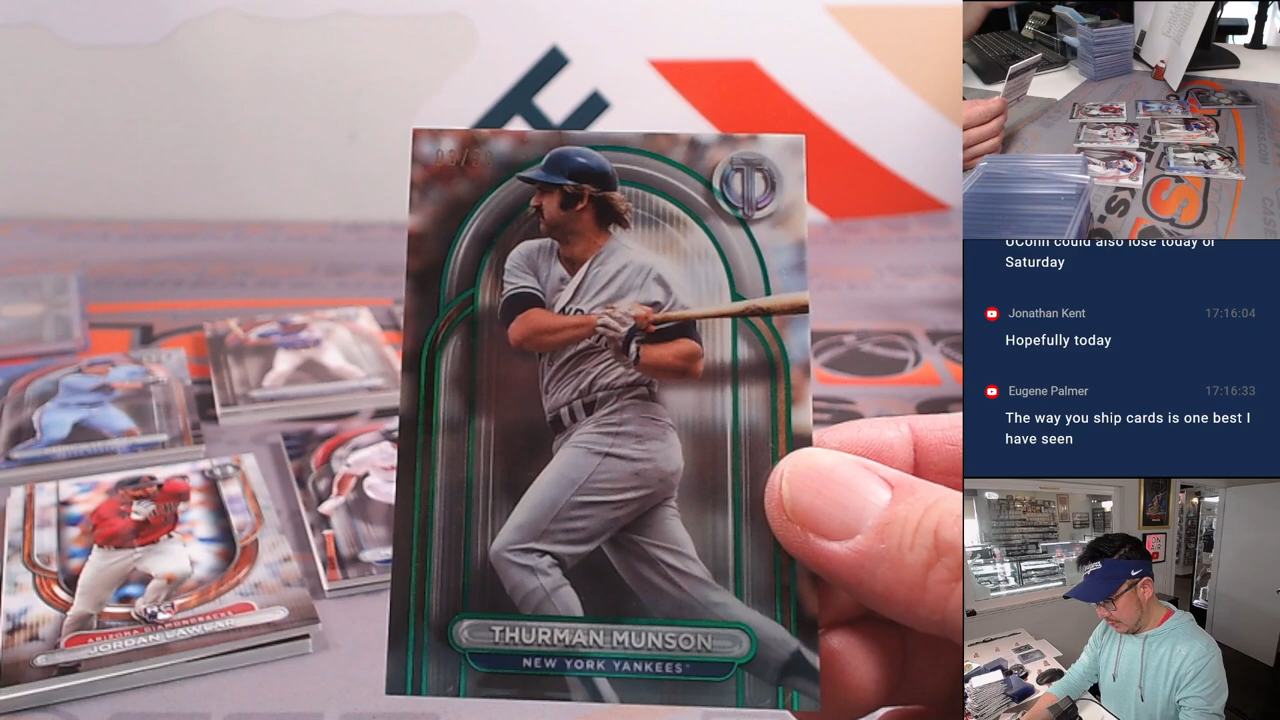 THURMAN MUNSON
NEW YORK YANKEES
ARIZONA DIAMONDBACKS
JORDAN LAWLAR
UConn could also lose today or
Saturday
Jonathan Kent 17:16:04
Hopefully today
Eugene Palmer 17:16:33
The way you ship cards is one best I
have seen
ON
AIR